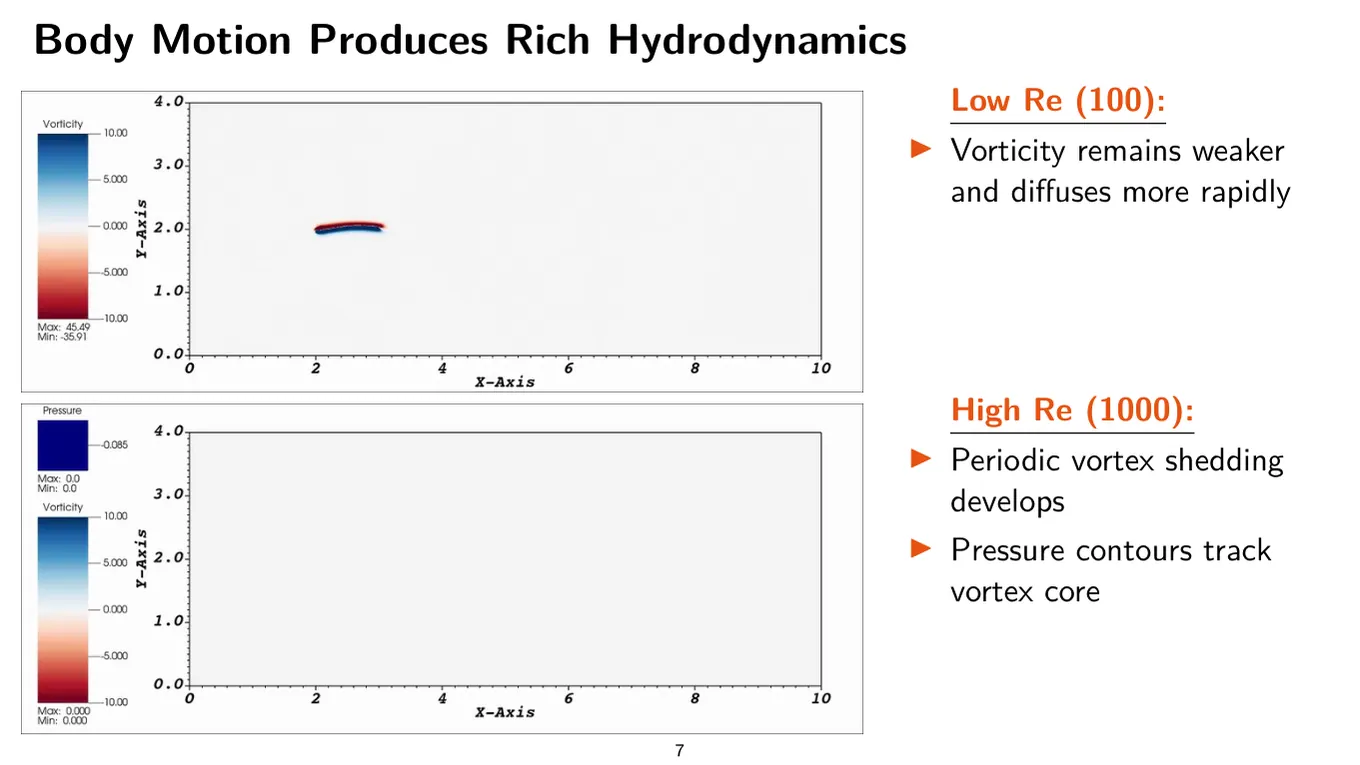 Body Motion Produces Rich Hydrodynamics
Vorticity
10.00
5.000
0.000
-5.000
-10.00
Max: 45.49
Min: -35.91
Y-Axis
4.0
3.0
2.0
1.0
0.0
0 2 4 6 8 10
X-Axis
Low Re (100):
Vorticity remains weaker
and diffuses more rapidly
Pressure
-0.085
Max: 0.0
Min: 0.0
Vorticity
10.00
5.000
0.000
-5.000
-10.00
Max: 0.000
Min: 0.000
Y-Axis
4.0
3.0
2.0
1.0
0.0
0 2 4 6 8 10
X-Axis
High Re (1000):
Periodic vortex shedding
develops
Pressure contours track
vortex core
7